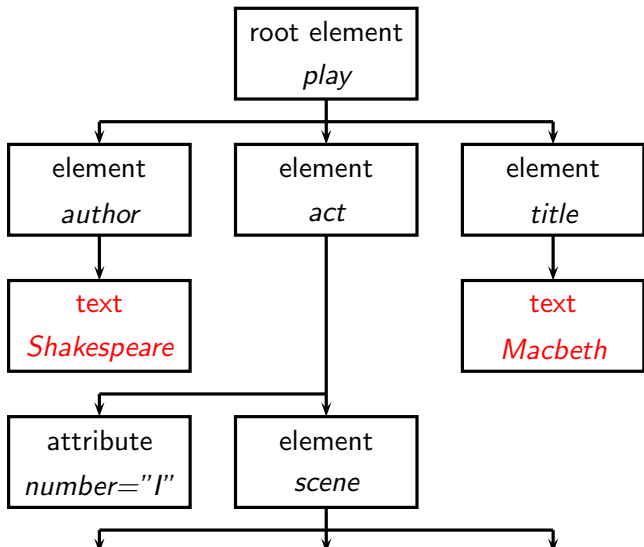 root element
play
element
author
element
act
element
title
text
Shakespeare
text
Macbeth
attribute
number="I"
element
scene